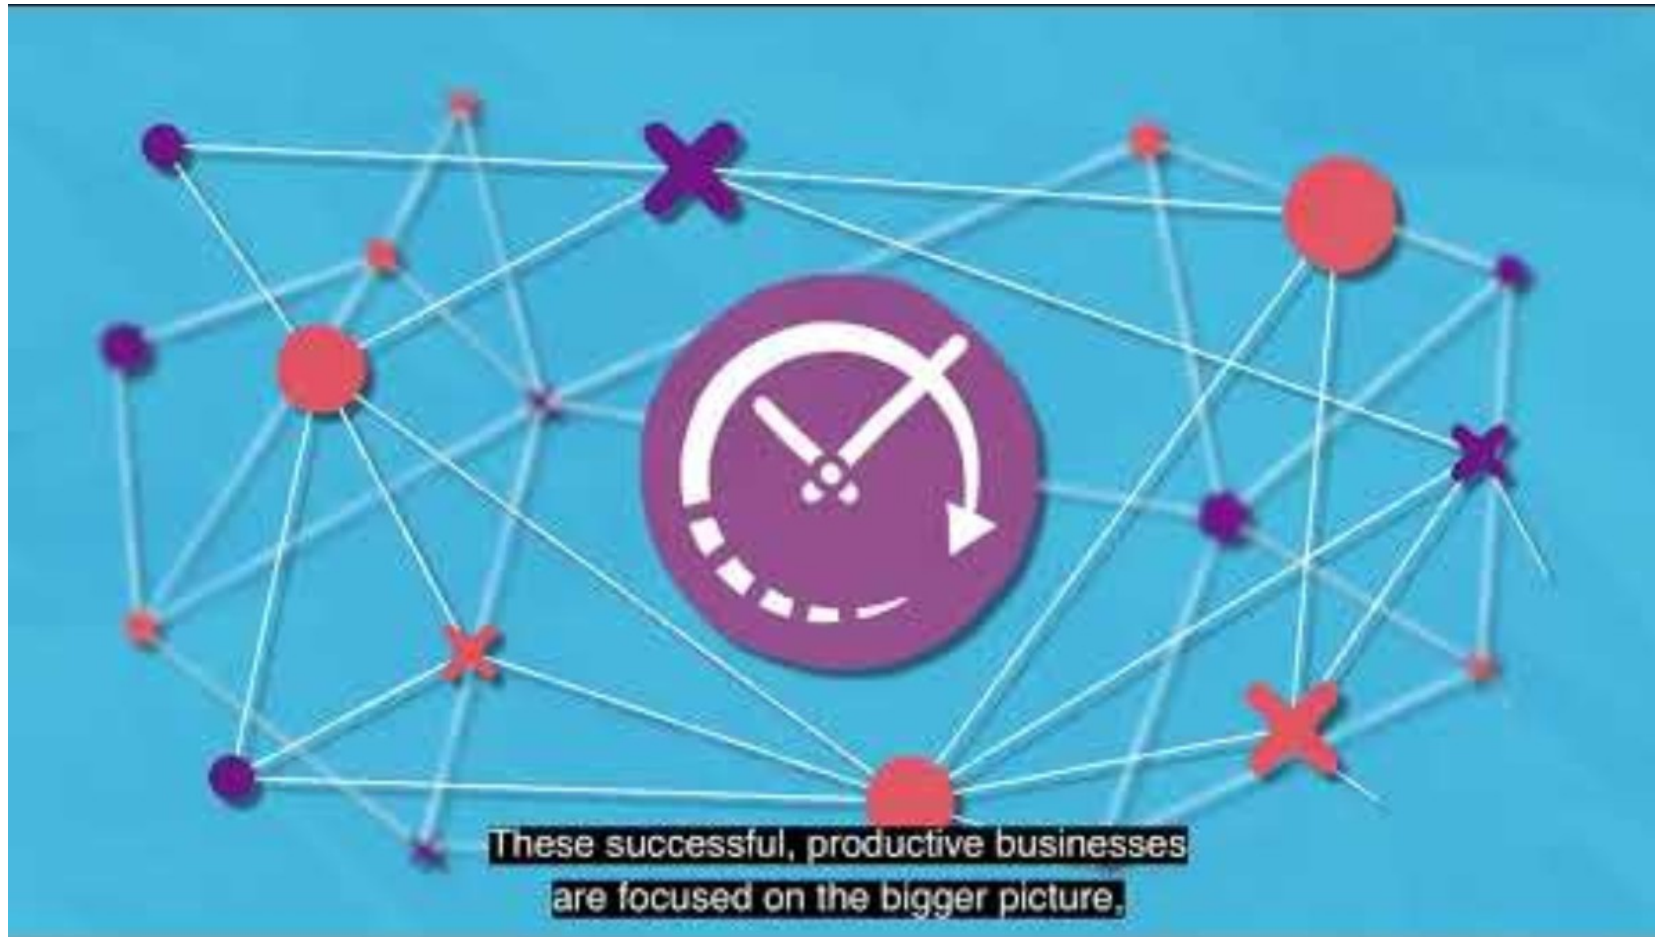 These successful, productive businesses
are focused on the bigger picture,